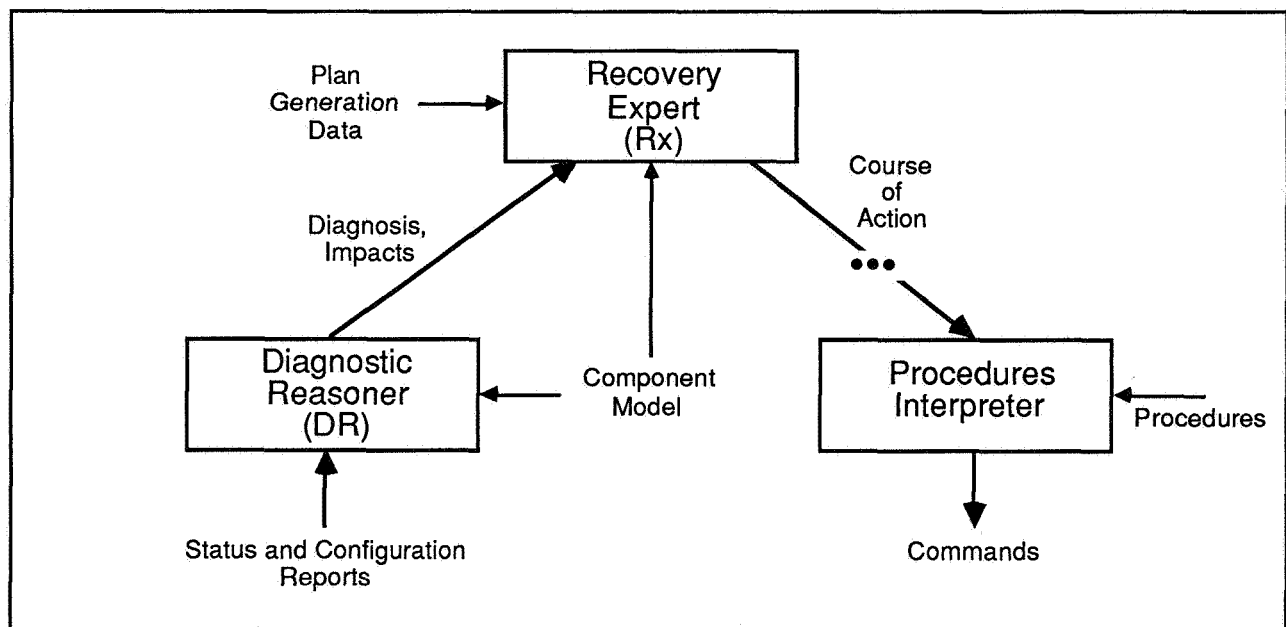 Recovery
Expert
(Rx)
Plan
Generation
Data
Course
of
Action
Diagnosis,
Impacts
Diagnostic
Reasoner
(DR)
Component
Model
Procedures
Interpreter
Procedures
Status and Configuration
Reports
Commands